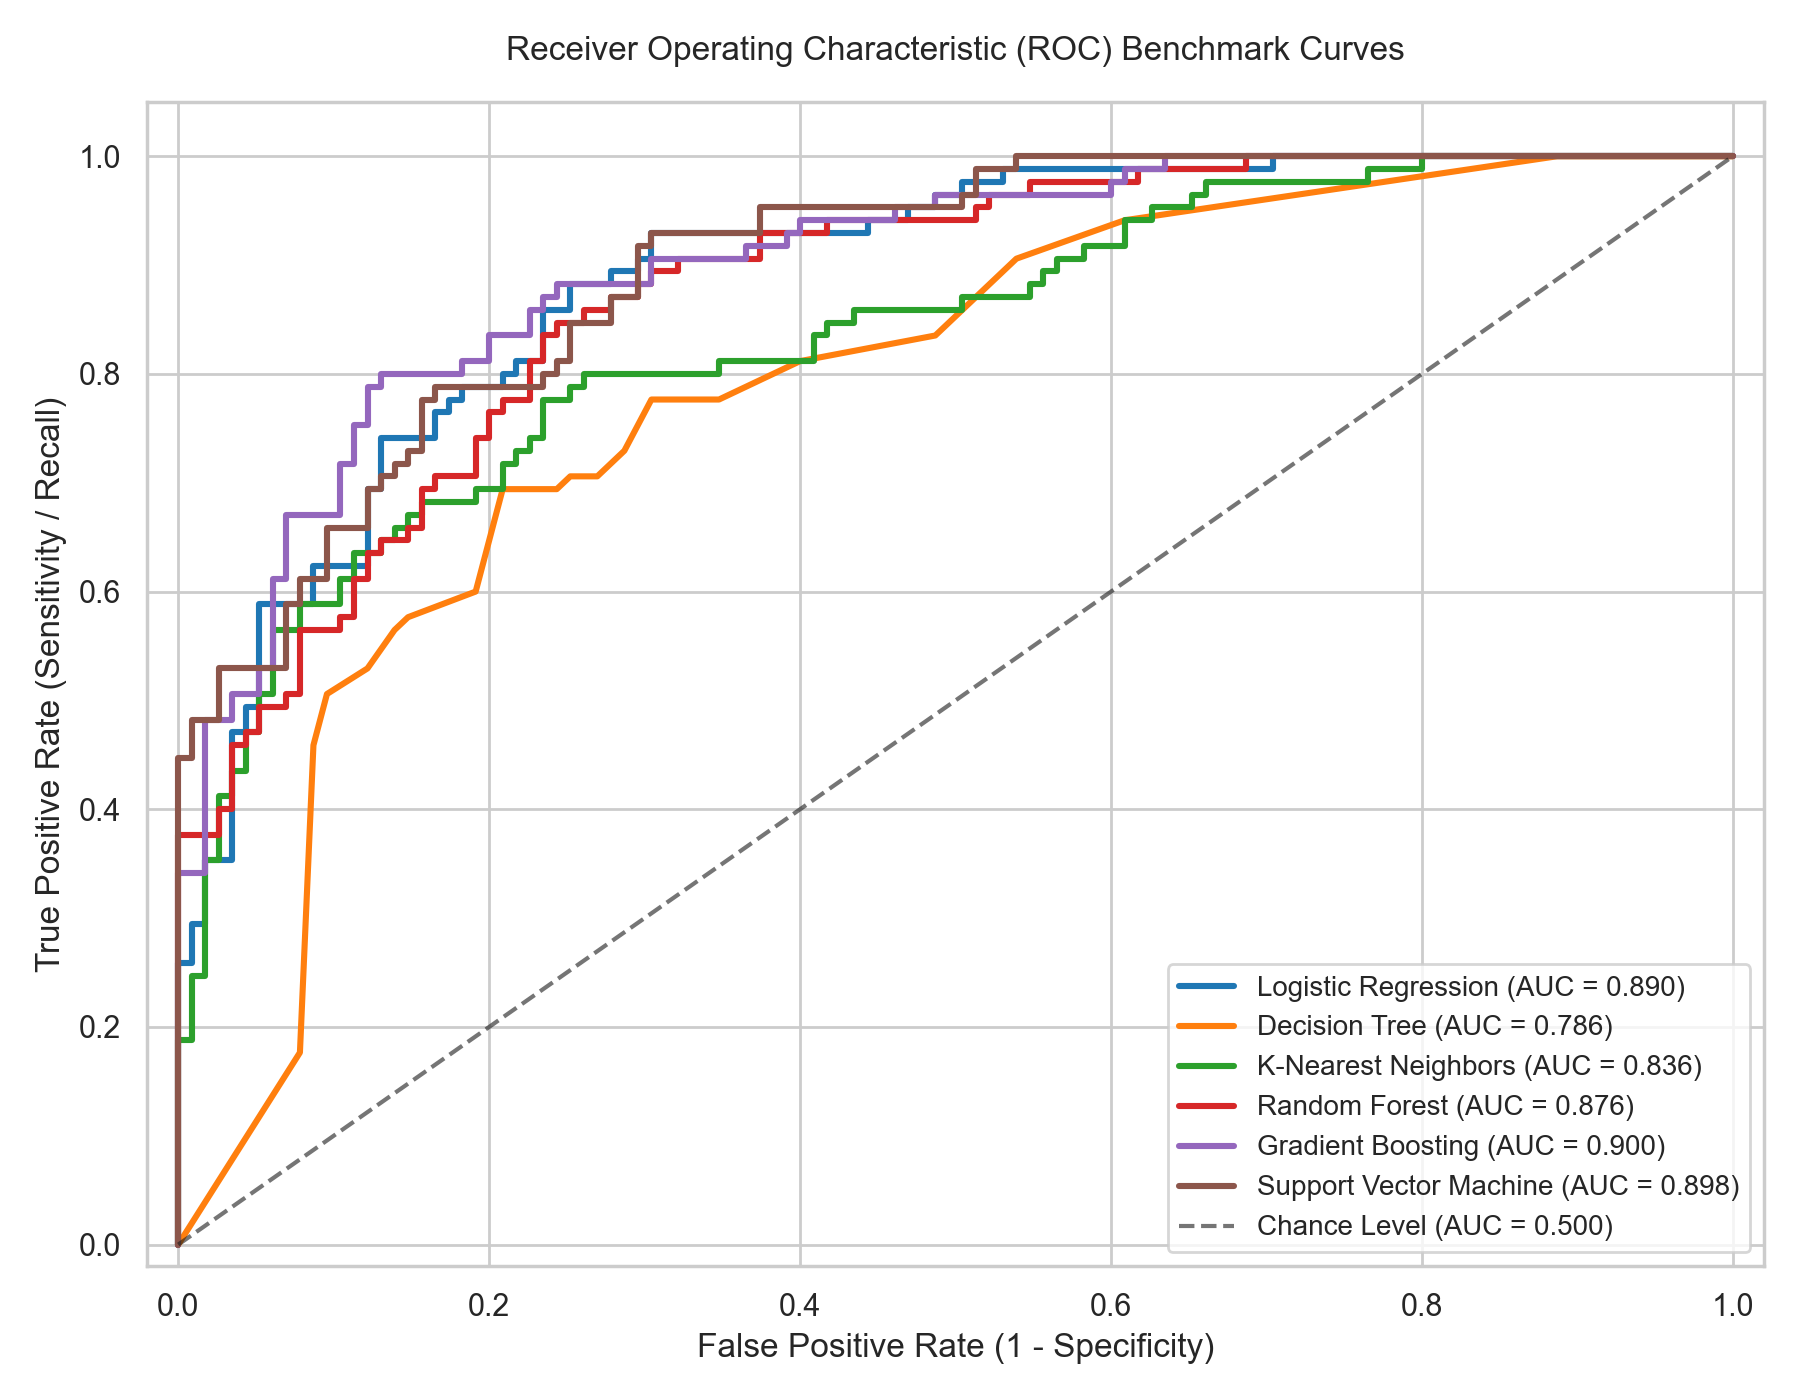 Receiver Operating Characteristic (ROC) Benchmark Curves
True Positive Rate (Sensitivity / Recall)
1.0
0.8
0.6
0.4
0.2
0.0
Logistic Regression (AUC = 0.890)
Decision Tree (AUC = 0.786)
K-Nearest Neighbors (AUC = 0.836)
Random Forest (AUC = 0.876)
Gradient Boosting (AUC = 0.900)
Support Vector Machine (AUC = 0.898)
Chance Level (AUC = 0.500)
0.0 0.2 0.4 0.6 0.8 1.0
False Positive Rate (1 - Specificity)